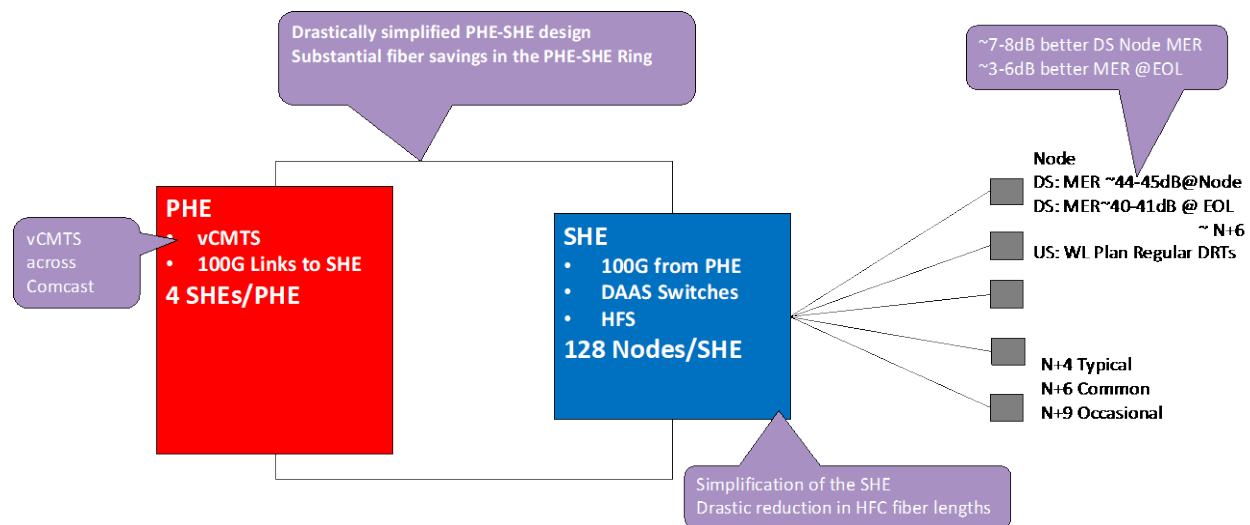 Drastically simplified PHE-SHE design
Substantial fiber savings in the PHE-SHE Ring
~7-8dB better DS Node MER
~3-6dB better MER @EOL
vCMTS
across
Comcast
PHE
• vCMTS
• 100G Links to SHE
4 SHEs/PHE
SHE
• 100G from PHE
• DAAS Switches
• HFS
128 Nodes/SHE
Node
DS: MER ~44-45dB@Node
DS: MER~40-41dB @ EOL
~ N+6
US: WL Plan Regular DRTs
N+4 Typical
N+6 Common
N+9 Occasional
Simplification of the SHE
Drastic reduction in HFC fiber lengths